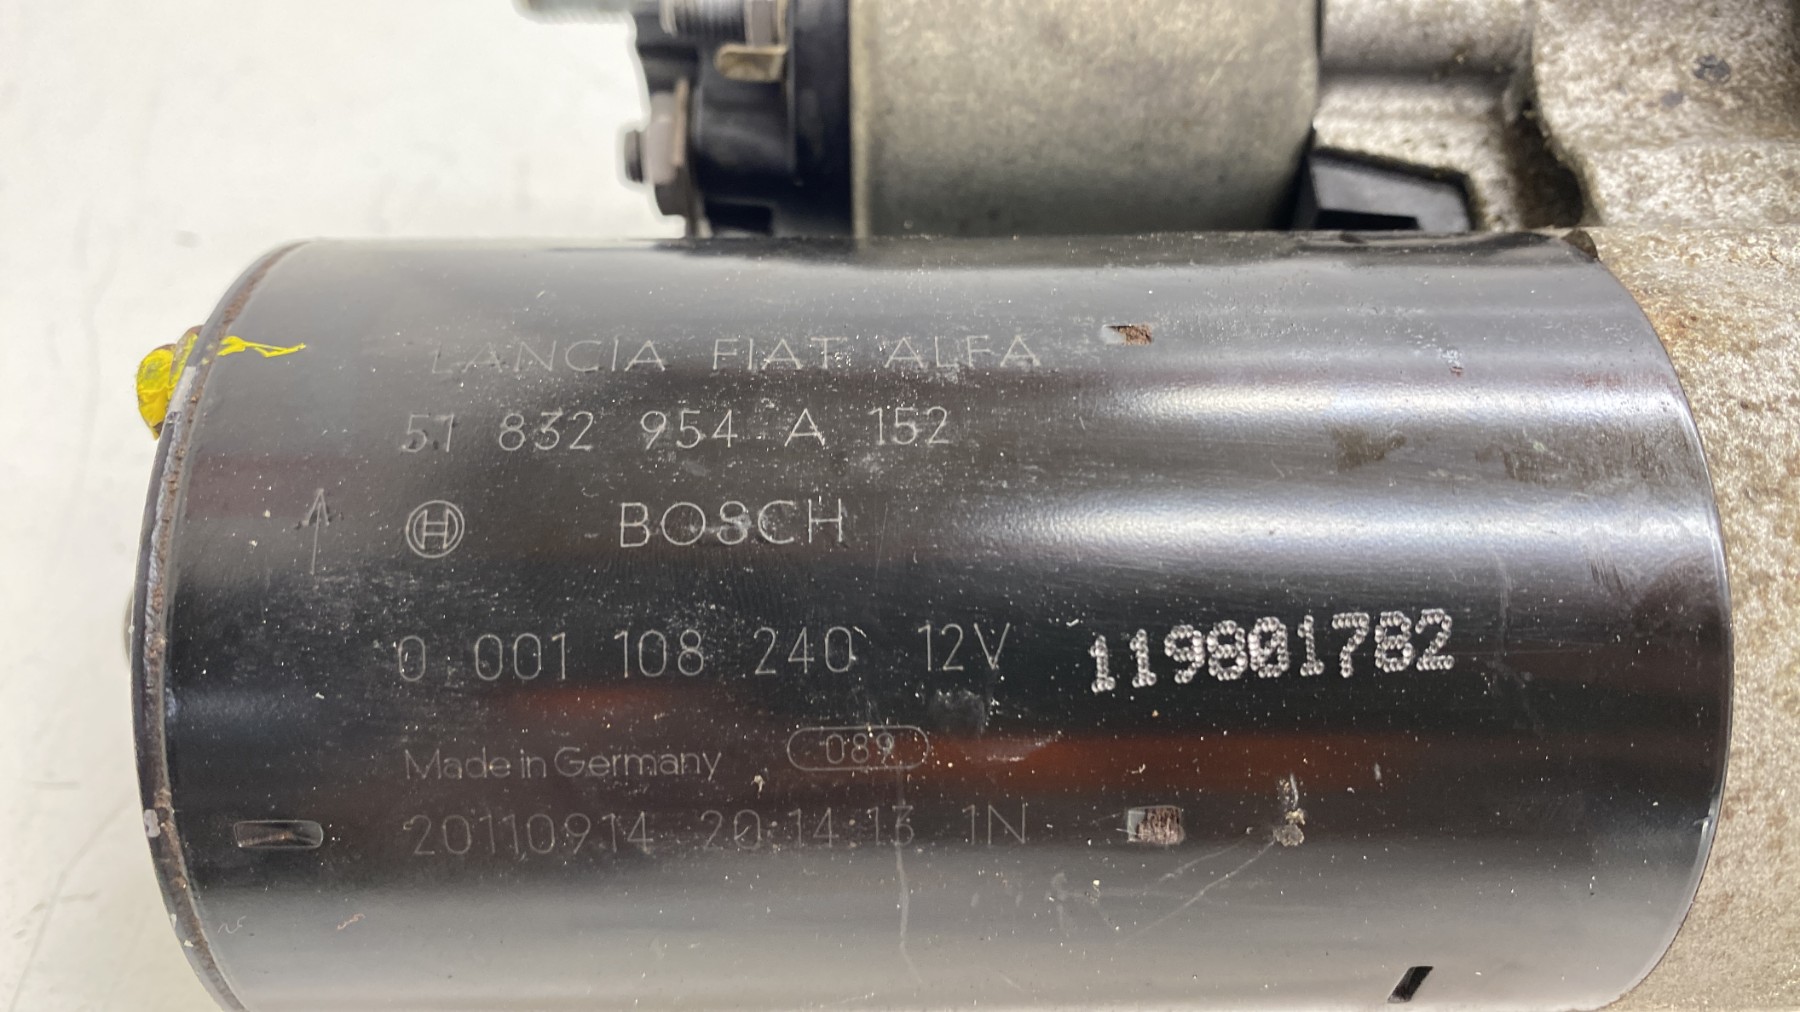 LANCIA FIAT ALFA
51 832 954 A 152
BOSCH
0 001 108 240 12V 119801782
Made in Germany 089
20110914 20:14:13 1N